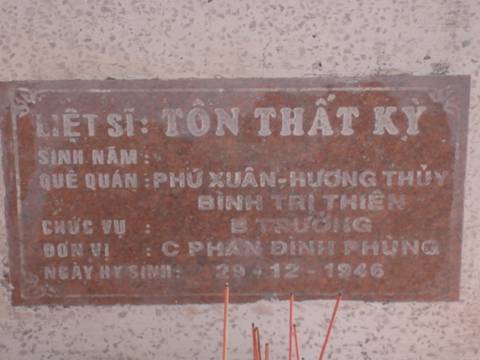 LIỆT SĨ: TÔN THẤT KỲ
SINH NĂM:
QUÊ QUÁN: PHÚ XUÂN-HƯƠNG THỦY
BÌNH TRỊ THIÊN
CHỨC VỤ : B TRƯỞNG
ĐƠN VỊ : C PHAN ĐÌNH PHÙNG
NGÀY HY SINH: 29-12-1946